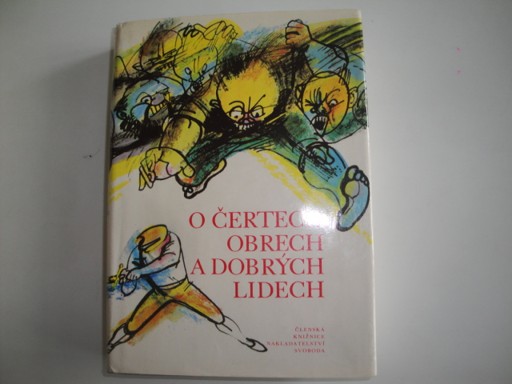 O ČERTECH
OBRECH
A DOBRÝCH
LIDECH
ČLENSKÁ
KNIŽNICE
NAKLADATELSTVÍ
SVOBODA